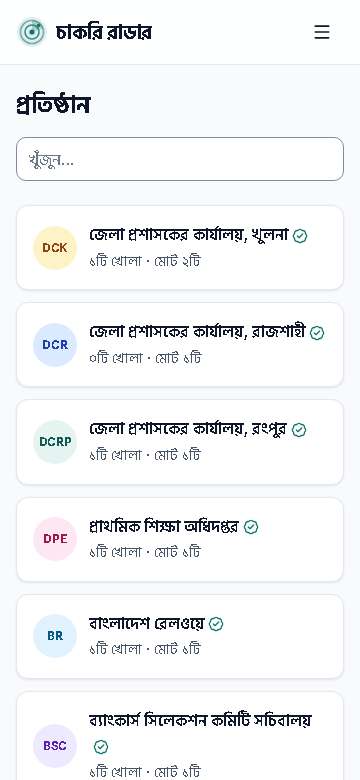 চাকরি রাডার
প্রতিষ্ঠান
খুঁজুন...
DCK
জেলা প্রশাসকের কার্যালয়, খুলনা
১টি খোলা · মোট ২টি
DCR
জেলা প্রশাসকের কার্যালয়, রাজশাহী
০টি খোলা · মোট ১টি
DCRP
জেলা প্রশাসকের কার্যালয়, রংপুর
১টি খোলা · মোট ১টি
DPE
প্রাথমিক শিক্ষা অধিদপ্তর
১টি খোলা · মোট ১টি
BR
বাংলাদেশ রেলওয়ে
১টি খোলা · মোট ১টি
BSC
ব্যাংকার্স সিলেকশন কমিটি সচিবালয়
১টি খোলা · মোট ১টি